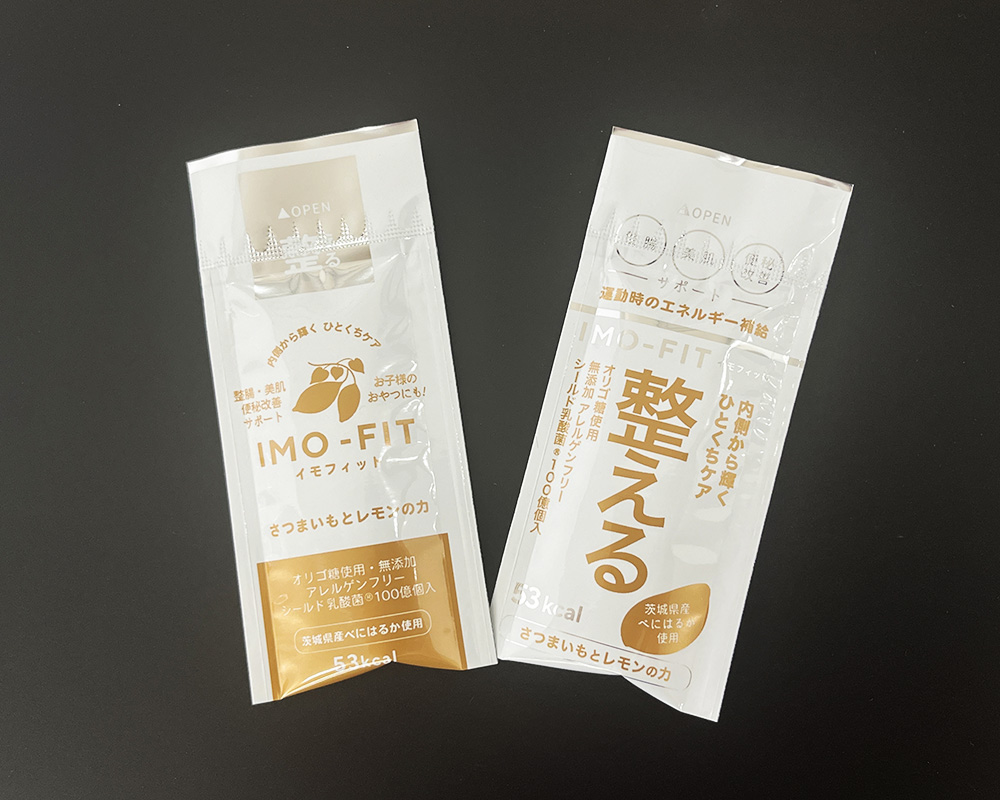 ▲OPEN
整える
内側から輝く ひとくちケア
整腸・美肌
便秘改善
サポート
お子様の
おやつにも!
IMO-FIT
イモフィット
さつまいもとレモンの力
オリゴ糖使用・無添加
アレルゲンフリー
シールド乳酸菌®100億個入
茨城県産べにはるか使用
53kcal
▲OPEN
美肌
便秘
改善
サポート
運動時のエネルギー補給
IMO-FIT
イモフィット
内側から輝く
ひとくちケア
整える
オリゴ糖使用
無添加 アレルゲンフリー
シールド乳酸菌®100億個入
53kcal
茨城県産
べにはるか
使用
さつまいもとレモンの力